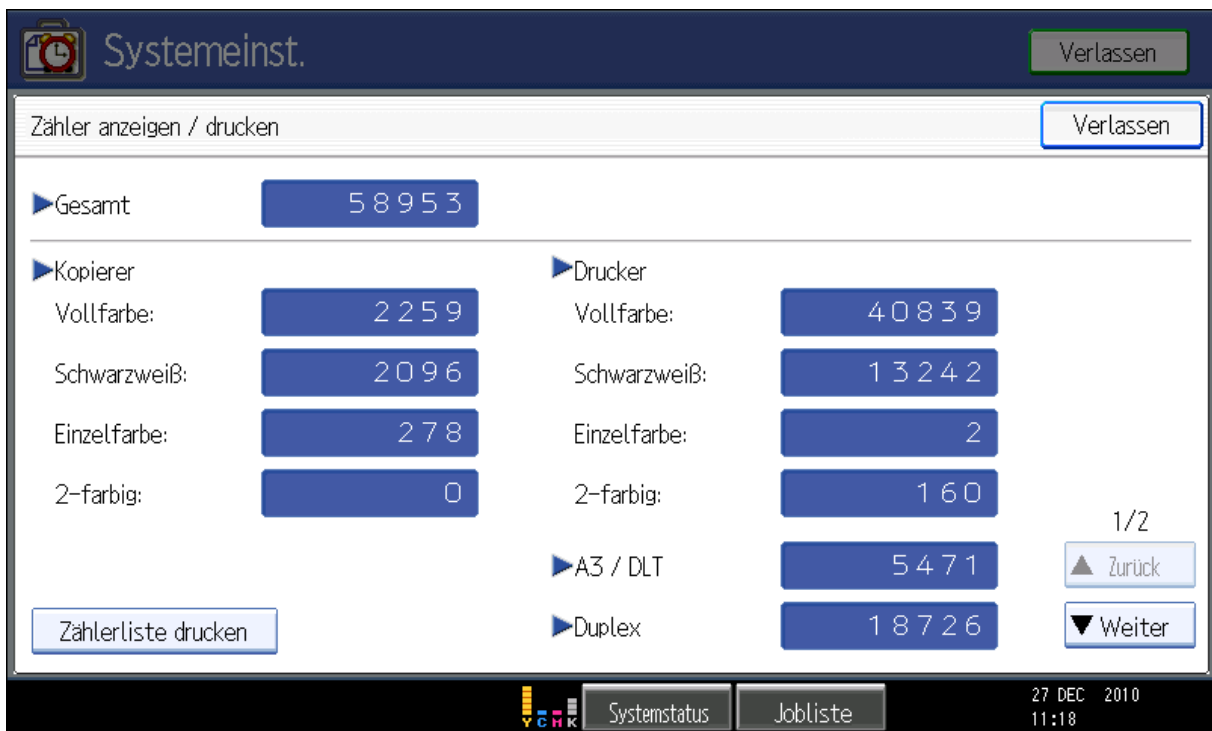 Systemeinst.
Verlassen
Zähler anzeigen / drucken
Verlassen
Gesamt 58953
Kopierer
Vollfarbe: 2259
Schwarzweiß: 2096
Einzelfarbe: 278
2-farbig: 0
Drucker
Vollfarbe: 40839
Schwarzweiß: 13242
Einzelfarbe: 2
2-farbig: 160
A3 / DLT 5471
Duplex 18726
1/2
Zurück
Weiter
Zählerliste drucken
Y C M K
Systemstatus
Jobliste
27 DEC 2010
11:18